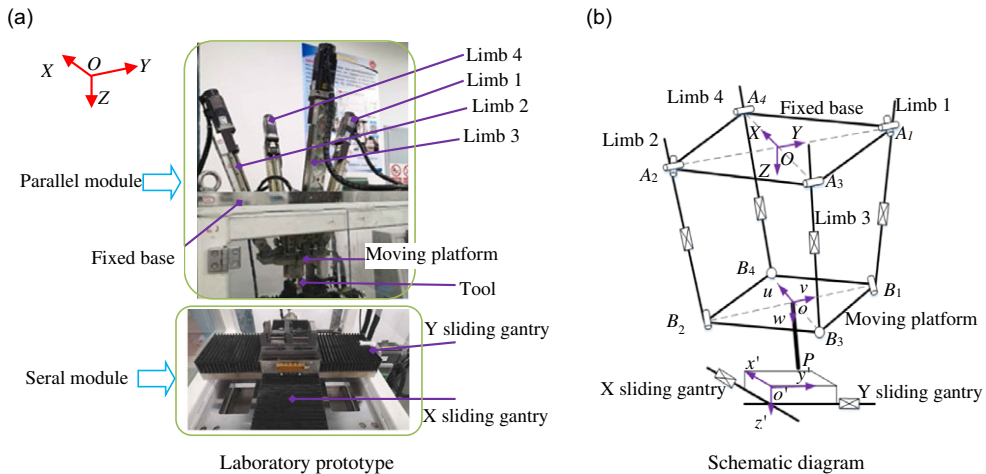 (a)
X
O
Y
Z
Limb 4
Limb 1
Limb 2
Limb 3
Parallel module
Fixed base
Moving platform
Tool
Y sliding gantry
Seral module
X sliding gantry
Laboratory prototype
(b)
Limb 4
A4
Fixed base
Limb 1
A1
Limb 2
X
Y
O
Z
A2
A3
Limb 3
B4
B1
u
v
o
w
B2
B3
Moving platform
P
x'
y'
o'
z'
X sliding gantry
Y sliding gantry
Schematic diagram